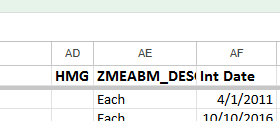 AD AE AF
HMG ZMEABM_DESC Int Date
Each 4/1/2011
Each 10/10/2016